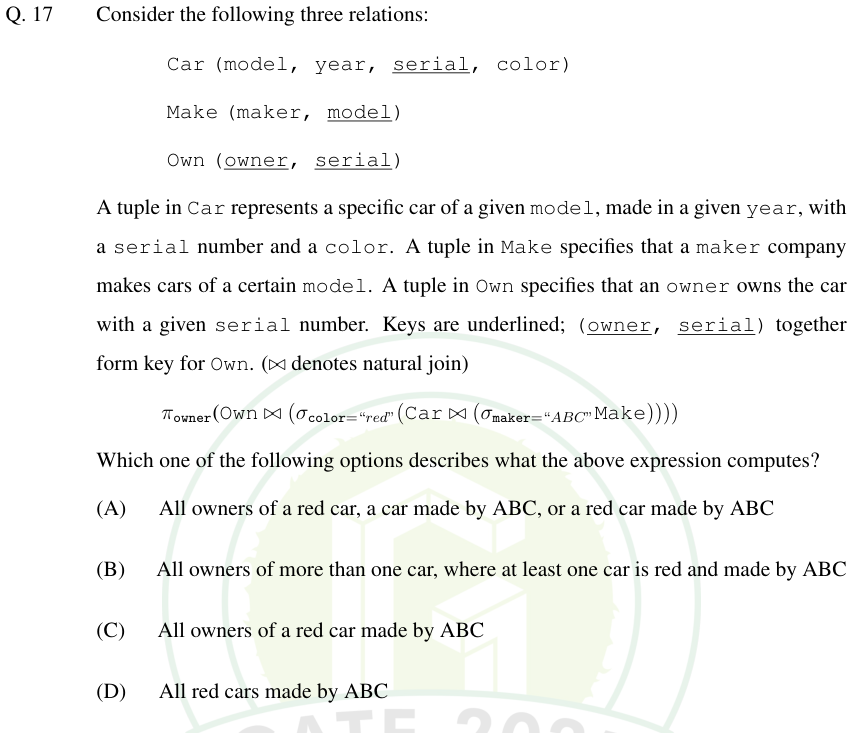 Q. 17 Consider the following three relations:
Car (model, year, serial, color)
Make (maker, model)
Own (owner, serial)
A tuple in Car represents a specific car of a given model, made in a given year, with
a serial number and a color. A tuple in Make specifies that a maker company
makes cars of a certain model. A tuple in Own specifies that an owner owns the car
with a given serial number. Keys are underlined; (owner, serial) together
form key for Own. (⋈ denotes natural join)
π_owner(Own ⋈ (σ_color=“red”(Car ⋈ (σ_maker=“ABC”Make))))
Which one of the following options describes what the above expression computes?
(A) All owners of a red car, a car made by ABC, or a red car made by ABC
(B) All owners of more than one car, where at least one car is red and made by ABC
(C) All owners of a red car made by ABC
(D) All red cars made by ABC